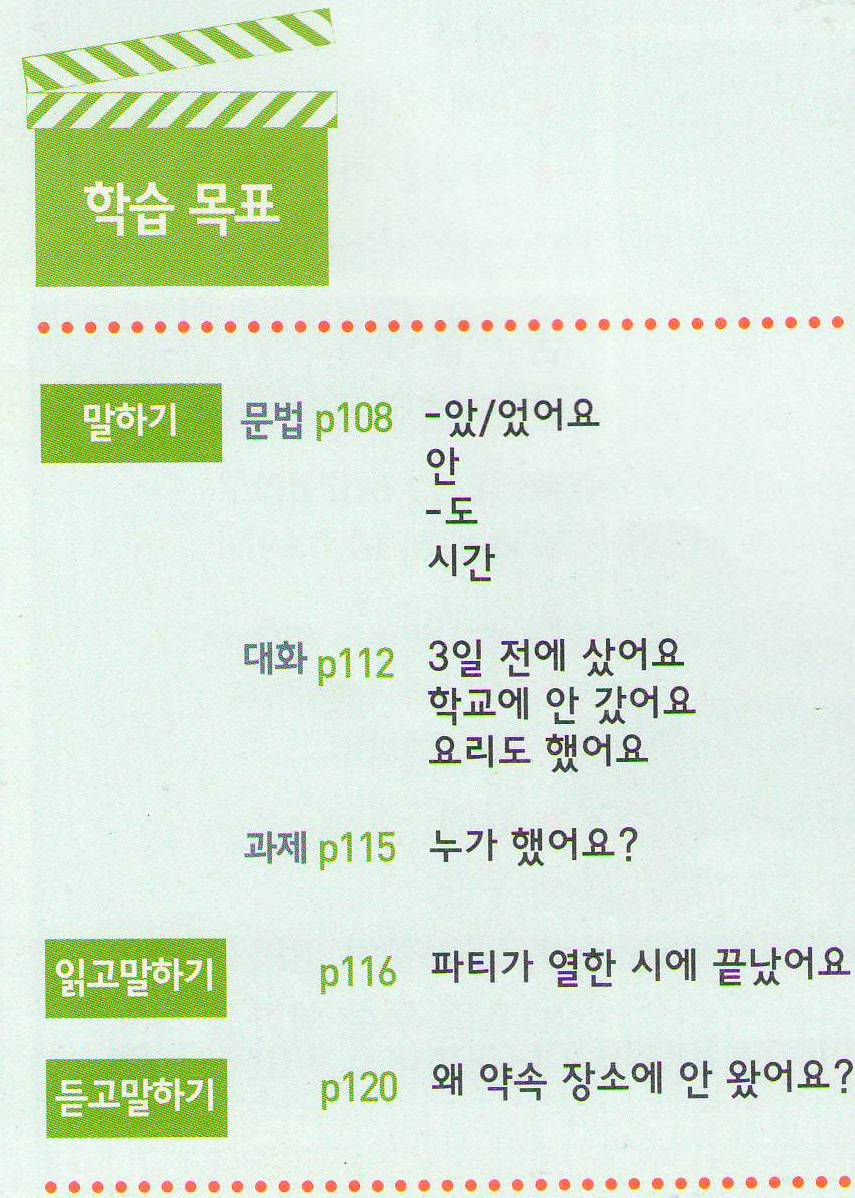 학습 목표
말하기 문법 p108 -았/었어요
안
-도
시간
대화 p112 3일 전에 샀어요
학교에 안 갔어요
요리도 했어요
과제 p115 누가 했어요?
읽고말하기 p116 파티가 열한 시에 끝났어요
듣고말하기 p120 왜 약속 장소에 안 왔어요?